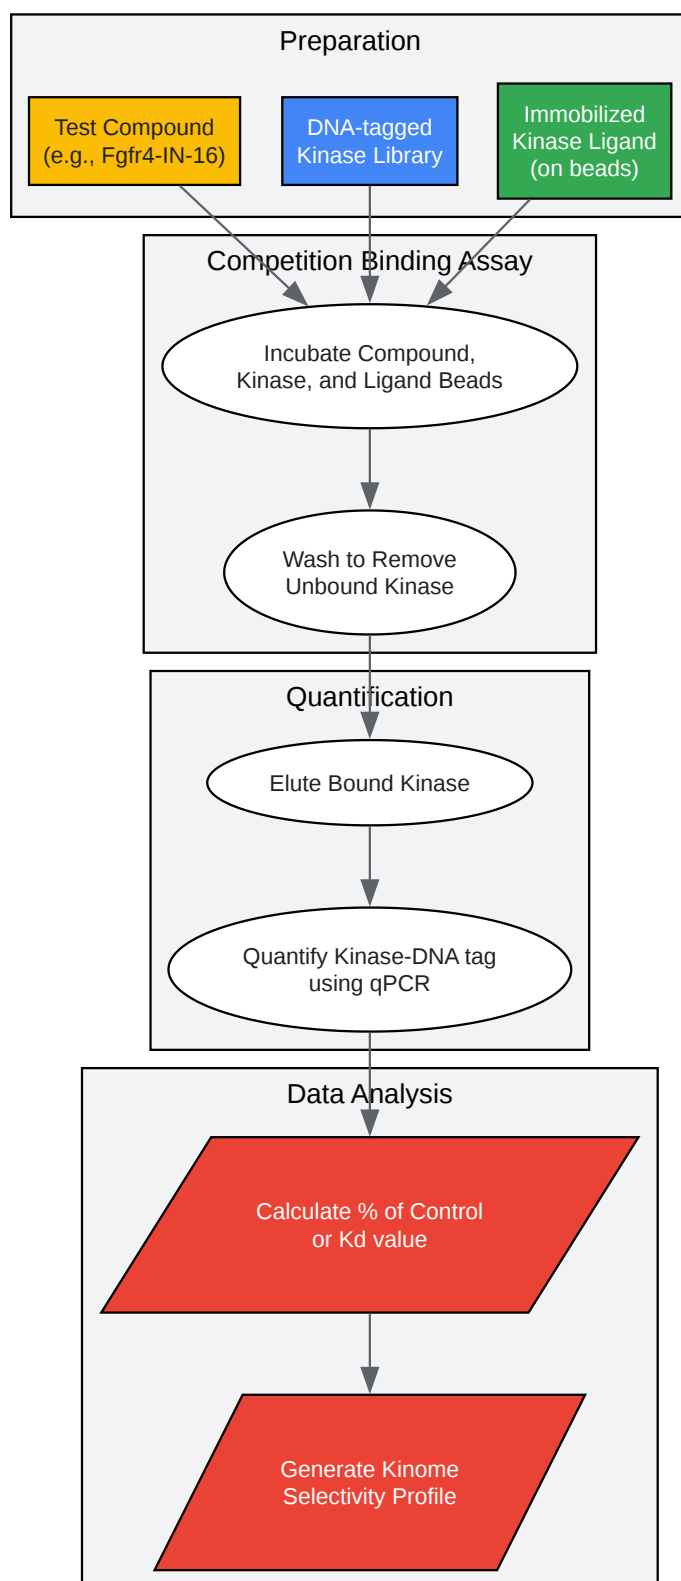 Preparation
Test Compound
(e.g., Fgfr4-IN-16)
DNA-tagged
Kinase Library
Immobilized
Kinase Ligand
(on beads)
Competition Binding Assay
Incubate Compound,
Kinase, and Ligand Beads
Wash to Remove
Unbound Kinase
Quantification
Elute Bound Kinase
Quantify Kinase-DNA tag
using qPCR
Data Analysis
Calculate % of Control
or Kd value
Generate Kinome
Selectivity Profile